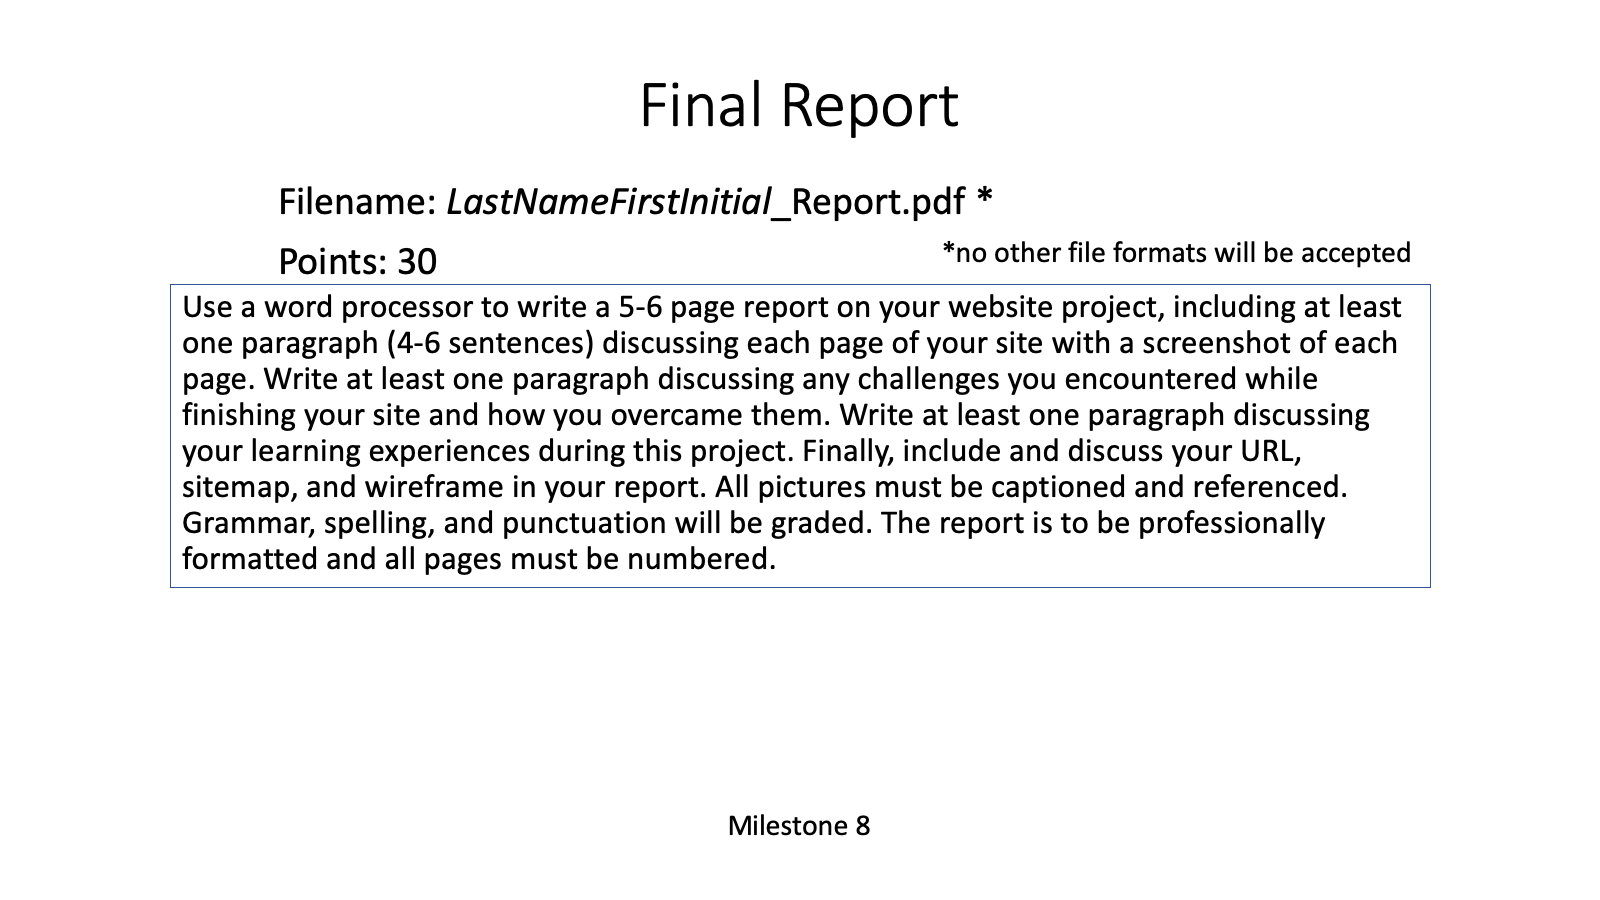 Final Report
Filename: LastNameFirstInitial_Report.pdf *
Points: 30
*no other file formats will be accepted
Use a word processor to write a 5-6 page report on your website project, including at least
one paragraph (4-6 sentences) discussing each page of your site with a screenshot of each
page. Write at least one paragraph discussing any challenges you encountered while
finishing your site and how you overcame them. Write at least one paragraph discussing
your learning experiences during this project. Finally, include and discuss your URL,
sitemap, and wireframe in your report. All pictures must be captioned and referenced.
Grammar, spelling, and punctuation will be graded. The report is to be professionally
formatted and all pages must be numbered.
Milestone 8